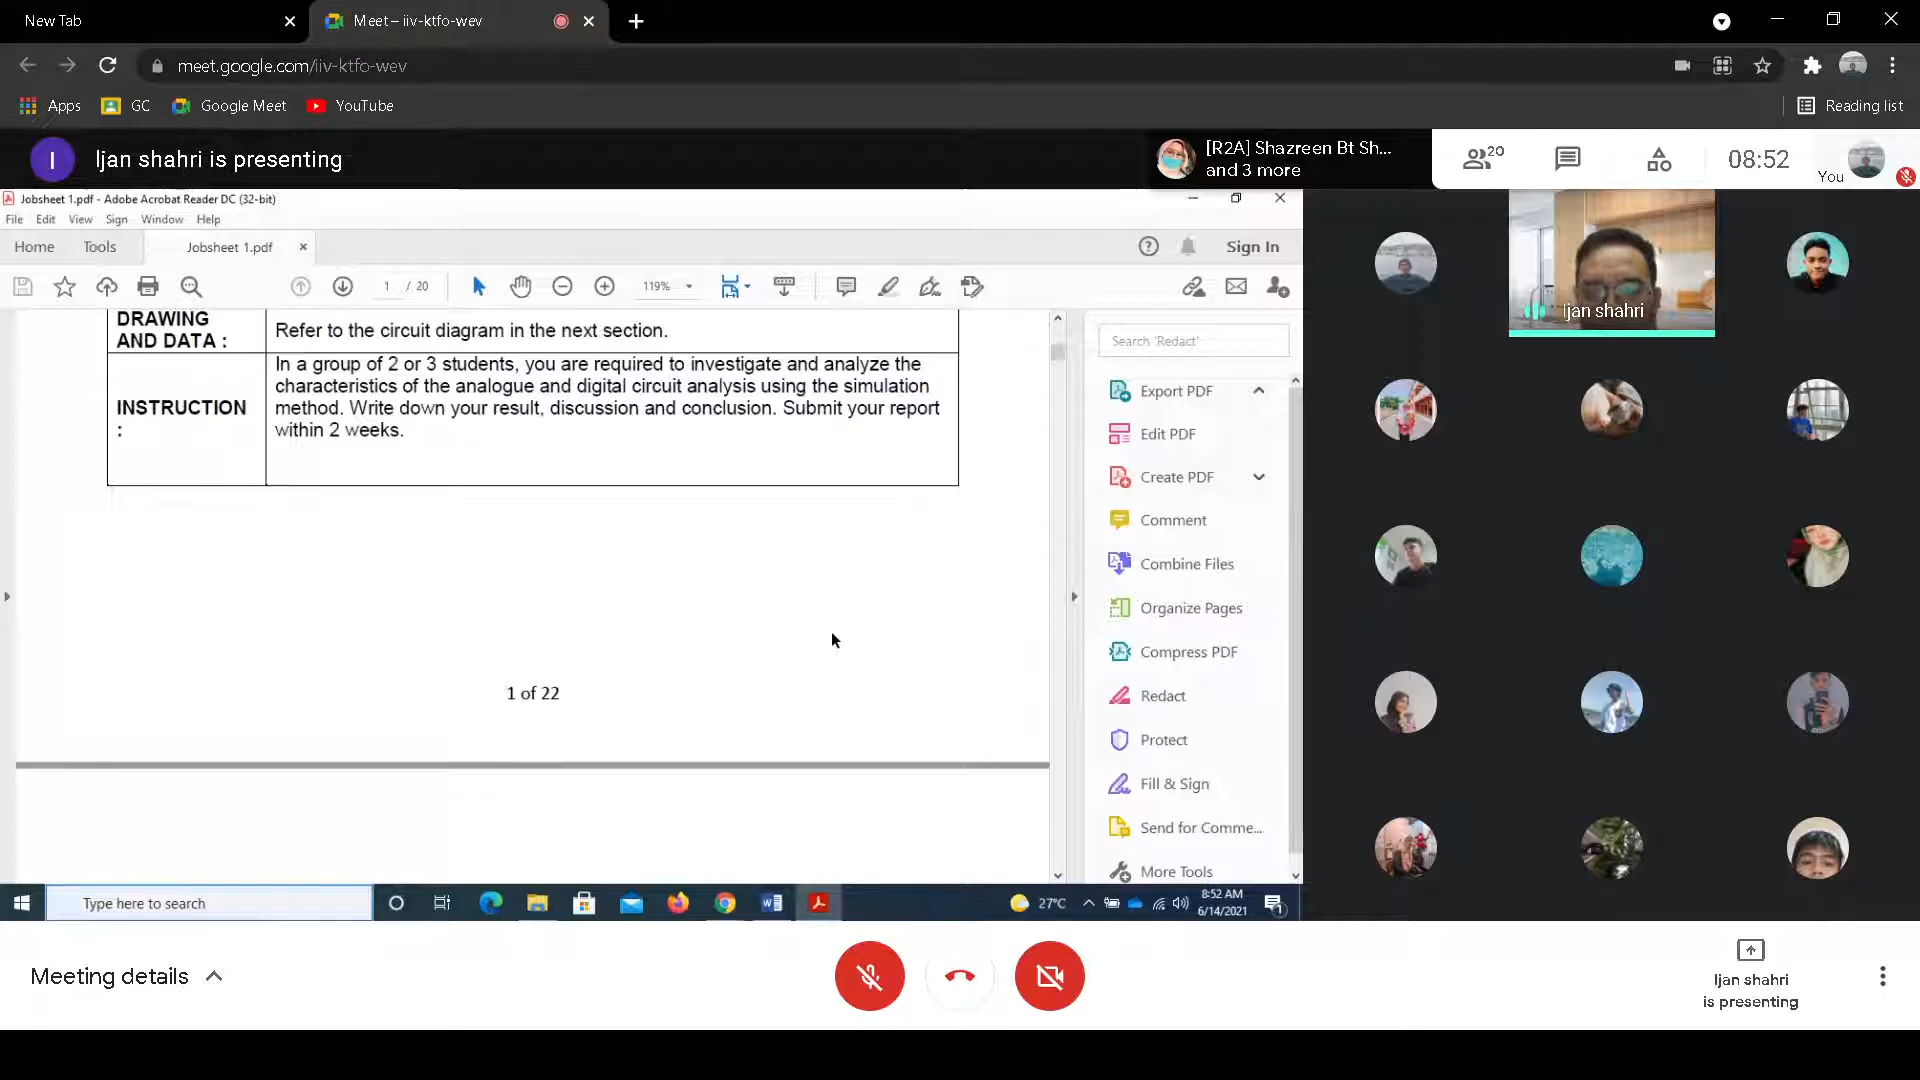 New Tab
Meet – iiv-ktfo-wev
meet.google.com/iiv-ktfo-wev
Apps
GC
Google Meet
YouTube
Reading list
I
Ijan shahri is presenting
[R2A] Shazreen Bt Sh...
and 3 more
20
08:52
You
Jobsheet 1.pdf - Adobe Acrobat Reader DC (32-bit)
File Edit View Sign Window Help
Home
Tools
Jobsheet 1.pdf
Sign In
1 / 20
119%
DRAWING
AND DATA :
Refer to the circuit diagram in the next section.
INSTRUCTION
:
In a group of 2 or 3 students, you are required to investigate and analyze the
characteristics of the analogue and digital circuit analysis using the simulation
method. Write down your result, discussion and conclusion. Submit your report
within 2 weeks.
1 of 22
Search 'Redact'
Export PDF
Edit PDF
Create PDF
Comment
Combine Files
Organize Pages
Compress PDF
Redact
Protect
Fill & Sign
Send for Comme...
More Tools
Ijan shahri
Type here to search
27°C
8:52 AM
6/14/2021
1
Meeting details
Ijan shahri
is presenting